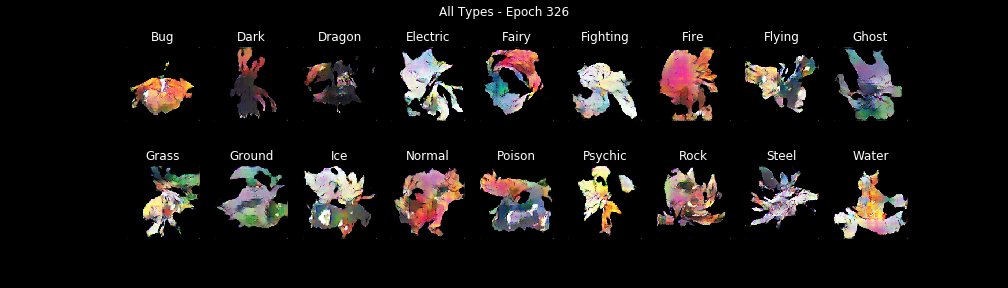 All Types - Epoch 326
Bug Dark Dragon Electric Fairy Fighting Fire Flying Ghost
Grass Ground Ice Normal Poison Psychic Rock Steel Water